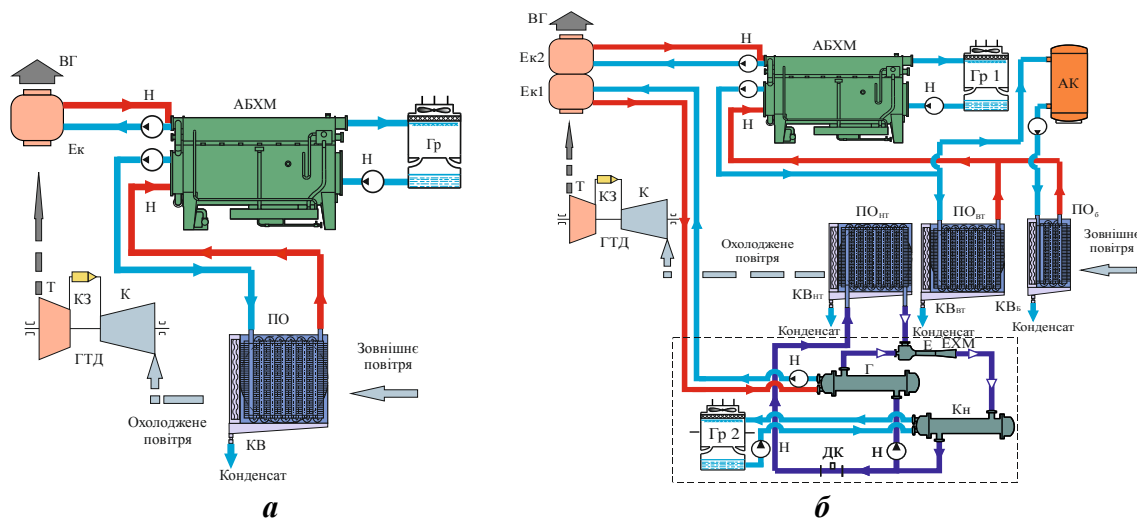 ВГ
Н
АБХМ
Ек
Гр
Н
Н
Т
КЗ
К
ГТД
ПО
Зовнішнє
повітря
Охолоджене
повітря
КВ
Конденсат
а
ВГ
Н
АБХМ
Ек2
Ек1
Гр 1
АК
Н
Н
Т
КЗ
К
ГТД
ПОнт
ПОвт
ПОб
Зовнішнє
повітря
Охолоджене
повітря
КВнт
КВвт
КВБ
Конденсат
Конденсат
Конденсат
Е
ЕХМ
Н
Г
Кн
Гр 2
Н
ДК
Н
б